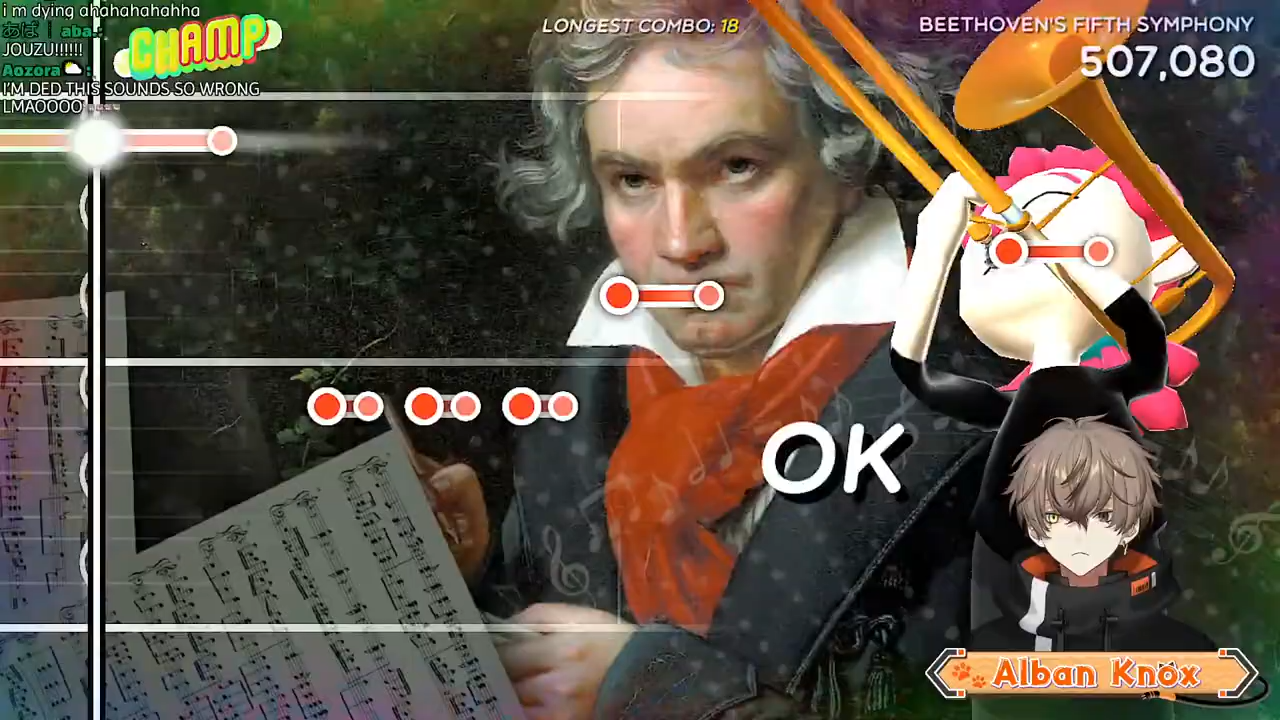 i m dying ahahahahahha
あぱ | aba.:
JOUZU!!!!!
Aozora🌤:
I'M DED THIS SOUNDS SO WRONG
LMAOOOO
CHAMP
LONGEST COMBO: 18
BEETHOVEN'S FIFTH SYMPHONY
507,080
OK
Alban Knox